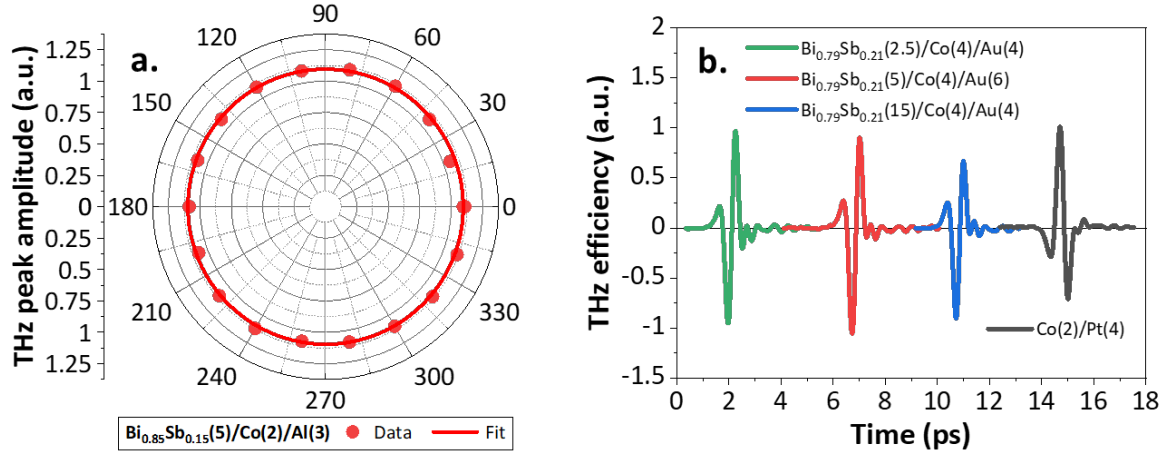 a.
THz peak amplitude (a.u.)
1.25
1
0.75
0.5
0.25
0
0.25
0.5
0.75
1
1.25
90
60
30
0
330
300
270
240
210
180
150
120
Bi0.85Sb0.15(5)/Co(2)/Al(3) Data Fit
b.
THz efficiency (a.u.)
2
1.5
1
0.5
0
-0.5
-1
-1.5
Bi0.79Sb0.21(2.5)/Co(4)/Au(4)
Bi0.79Sb0.21(5)/Co(4)/Au(6)
Bi0.79Sb0.21(15)/Co(4)/Au(4)
Co(2)/Pt(4)
0 2 4 6 8 10 12 14 16 18
Time (ps)